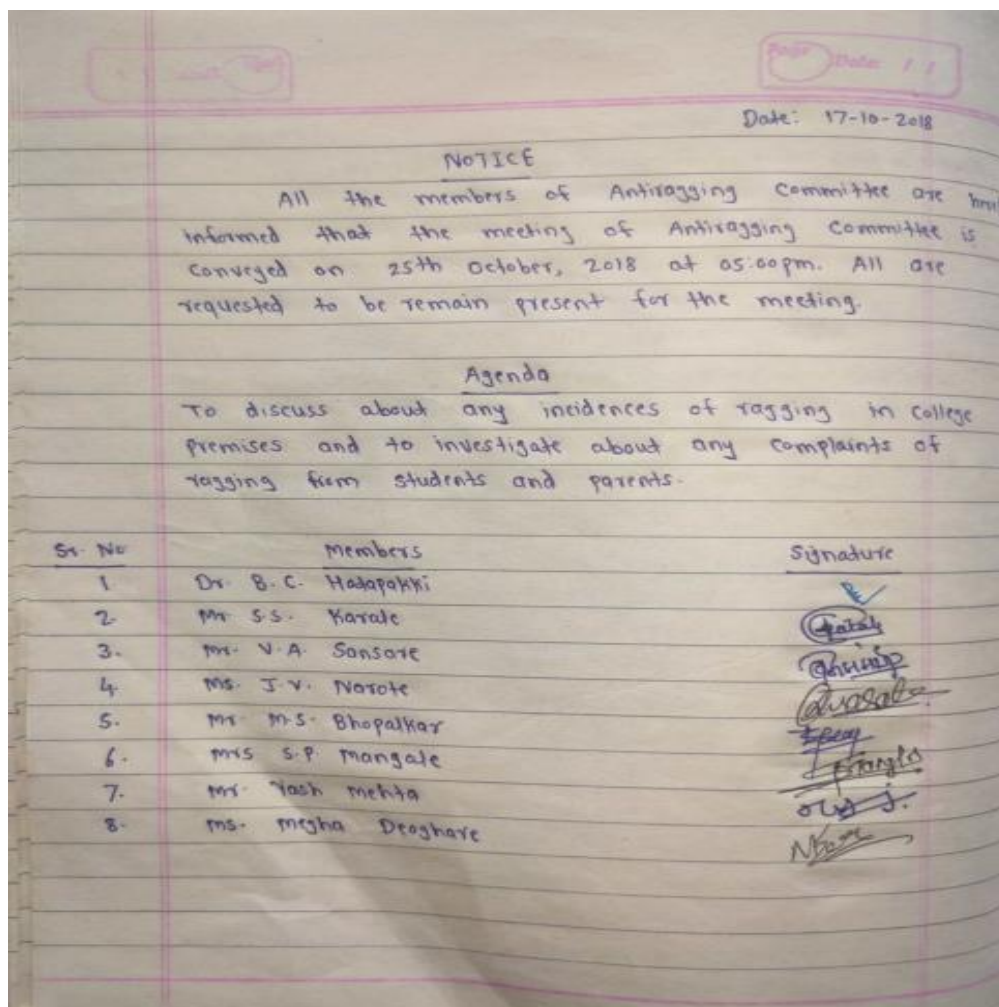 Page Date: / /
Date: 17-10-2018
NOTICE
All the members of Antiragging Committee are
informed that the meeting of Antiragging Committee is
Conveyed on 25th October, 2018 at 05:00pm. All are
requested to be remain present for the meeting.
Agenda
To discuss about any incidences of ragging in College
premises and to investigate about any Complaints of
ragging from students and parents.
Sr. No Members Signature
1 Dr. B. C. Hatapakki
2. Mr. S.S. Karale
3. Mr. V.A. Sansare
4. Ms. J.V. Narote
5. Mr. M.S. Bhopalkar
6. Mrs S.P. Mangale
7. Mr. Yash Mehta
8. Ms. Megha Deoghare